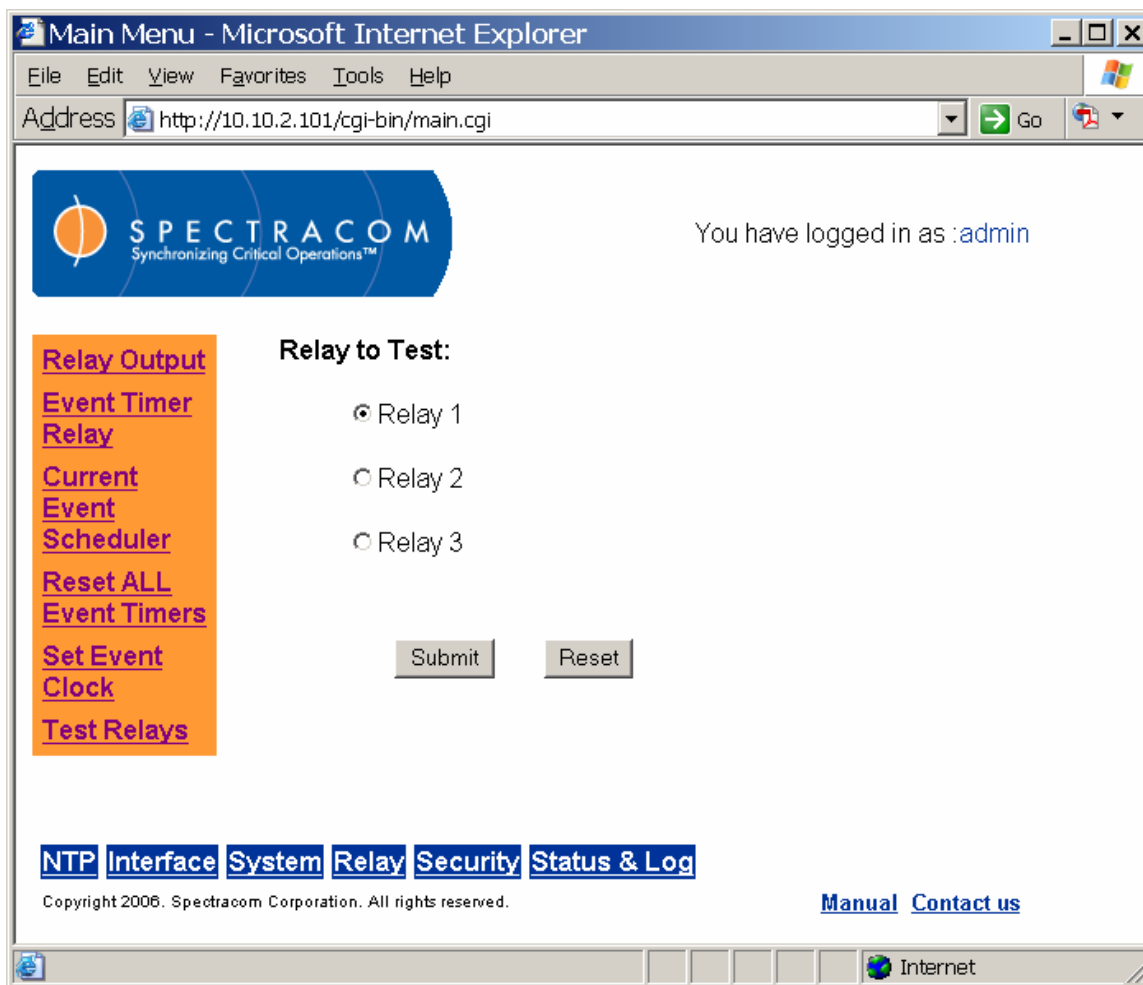 Main Menu - Microsoft Internet Explorer
File Edit View Favorites Tools Help
Address http://10.10.2.101/cgi-bin/main.cgi Go
SPECTRACOM
Synchronizing Critical Operations™
You have logged in as :admin
Relay Output
Event Timer
Relay
Current
Event
Scheduler
Reset ALL
Event Timers
Set Event
Clock
Test Relays
Relay to Test:
Relay 1
Relay 2
Relay 3
Submit Reset
NTP Interface System Relay Security Status & Log
Copyright 2006. Spectracom Corporation. All rights reserved.
Manual Contact us
Internet